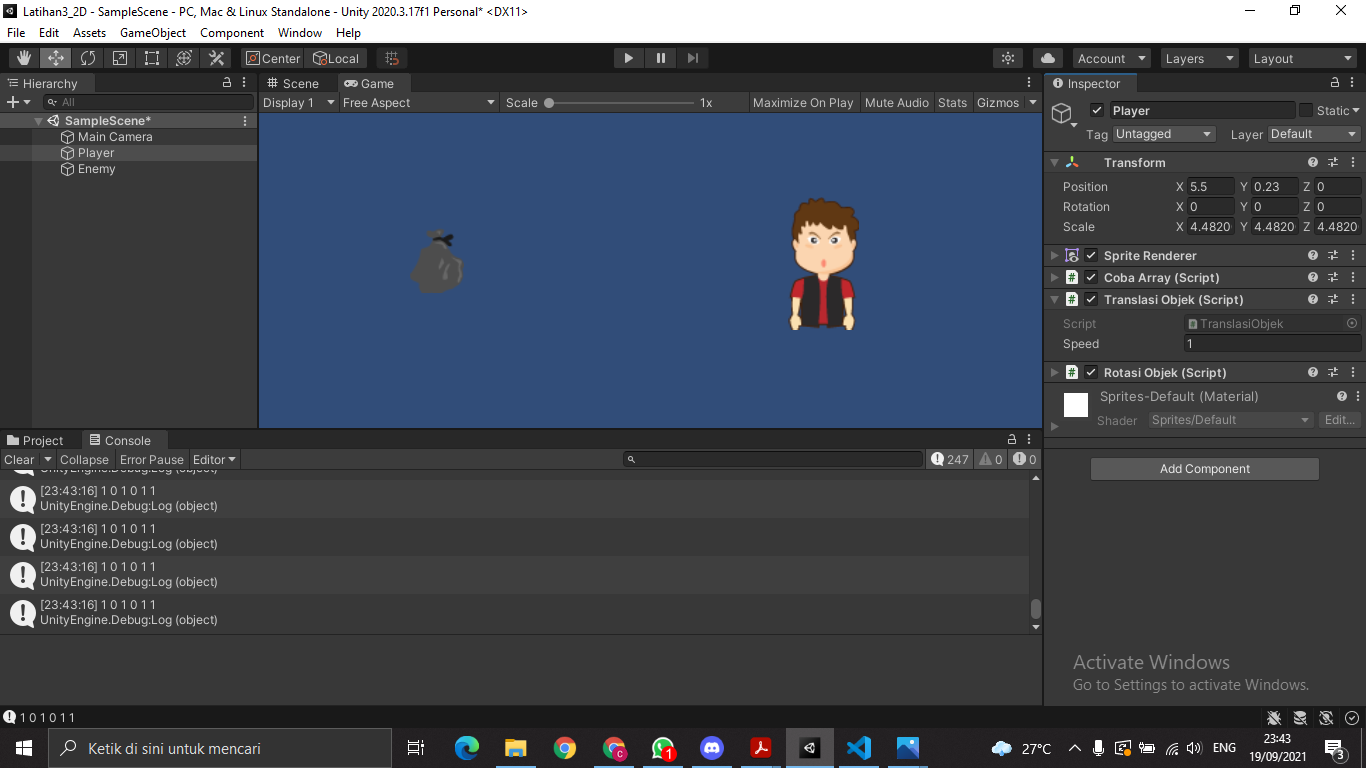 Latihan3_2D - SampleScene - PC, Mac & Linux Standalone - Unity 2020.3.17f1 Personal* <DX11>
File Edit Assets GameObject Component Window Help
Center Local Account Layers Layout
Hierarchy
All
SampleScene*
Main Camera
Player
Enemy
Scene Game
Display 1 Free Aspect Scale 1x Maximize On Play Mute Audio Stats Gizmos
Inspector
Player Static
Tag Untagged Layer Default
Transform
Position X 5.5 Y 0.23 Z 0
Rotation X 0 Y 0 Z 0
Scale X 4.4820 Y 4.4820 Z 4.4820
Sprite Renderer
# Coba Array (Script)
# Translasi Objek (Script)
Script # TranslasiObjek
Speed 1
# Rotasi Objek (Script)
Sprites-Default (Material)
Shader Sprites/Default Edit...
Add Component
Project Console
Clear Collapse Error Pause Editor 247 0 0
UnityEngine.Debug:Log (object)
[23:43:16] 1 0 1 0 1 1
UnityEngine.Debug:Log (object)
[23:43:16] 1 0 1 0 1 1
UnityEngine.Debug:Log (object)
[23:43:16] 1 0 1 0 1 1
UnityEngine.Debug:Log (object)
[23:43:16] 1 0 1 0 1 1
UnityEngine.Debug:Log (object)
Activate Windows
Go to Settings to activate Windows.
1 0 1 0 1 1
Ketik di sini untuk mencari
C
1
27°C
ENG
23:43
19/09/2021
3